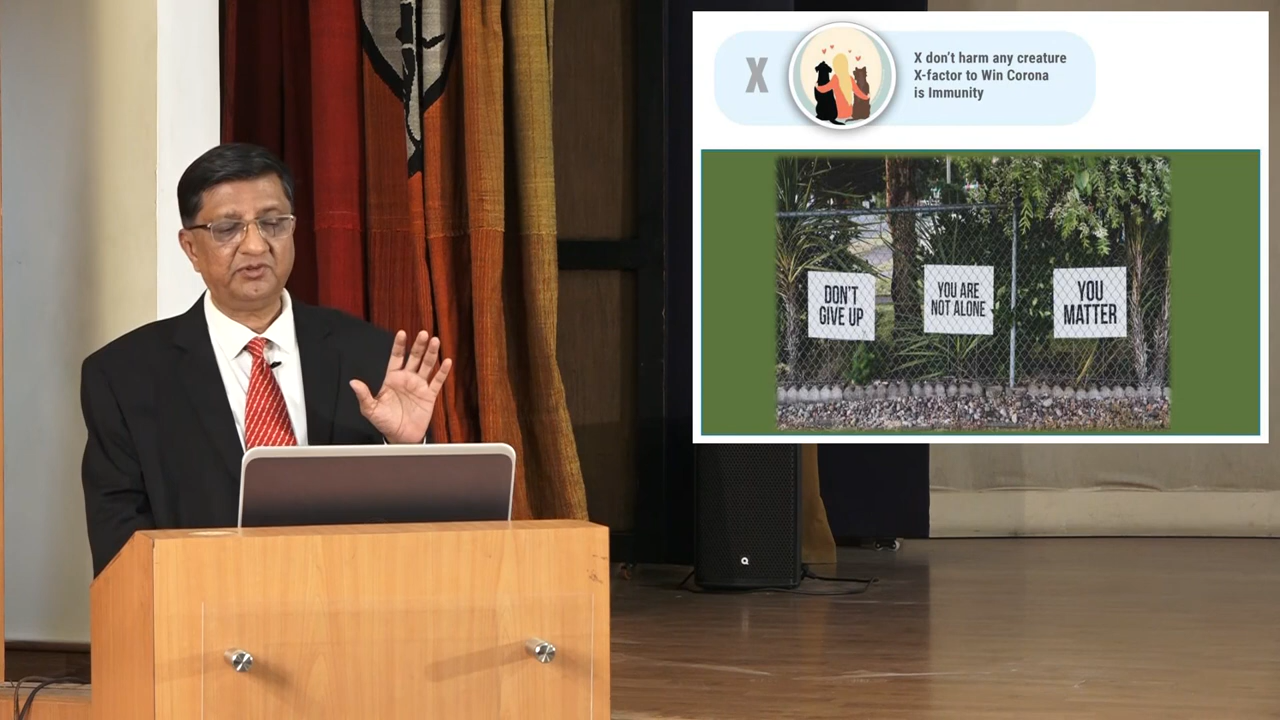 X
X don't harm any creature
X-factor to Win Corona
is Immunity
DON'T
GIVE UP
YOU ARE
NOT ALONE
YOU
MATTER